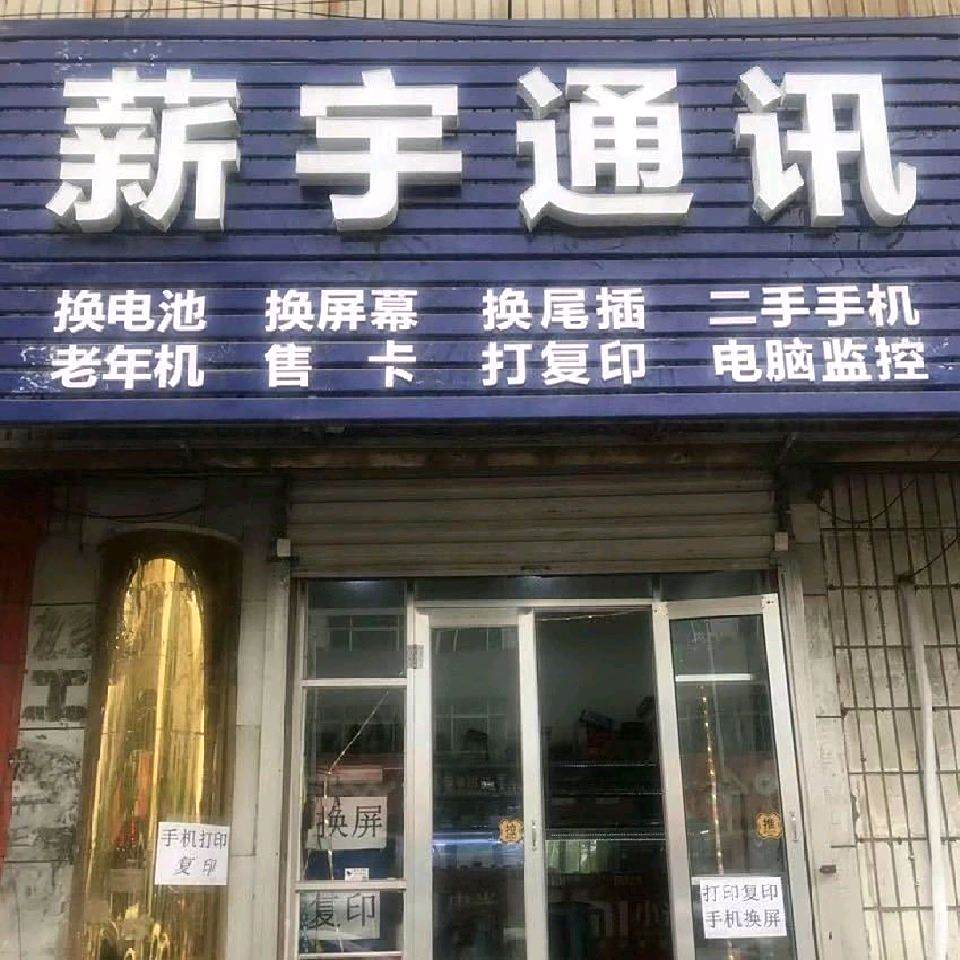 薪宇通讯
换电池 换屏幕 换尾插 二手手机
老年机 售卡 打复印 电脑监控
手机打印
复印
换屏
复印
打印复印
手机换屏